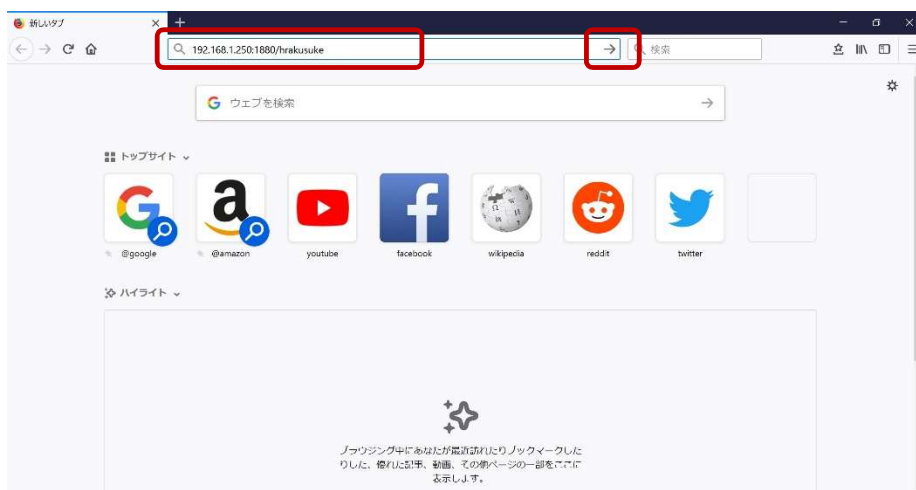 新しいタブ
192.168.1.250:1880/hrakusuke
検索
ウェブを検索
トップサイト
@google
@amazon
youtube
facebook
wikipedia
reddit
twitter
ハイライト
ブラウジング中にあなたが最近訪れたりブックマークした
りした、優れた記事、動画、その他ページの一部をここに
表示します。